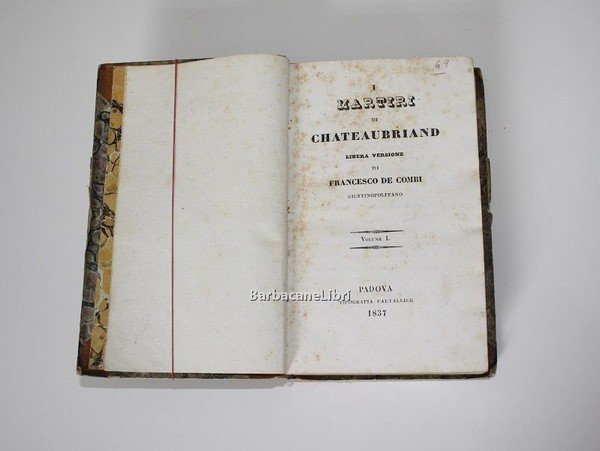 69
I
MARTIRI
DI
CHATEAUBRIAND
LIBERA VERSIONE
DI
FRANCESCO DE COMBI
GIUSTINOPOLITANO
VOLUME I.
PADOVA
TIPOGRAFIA CARTALLIER
1837
BarbacaneLibri